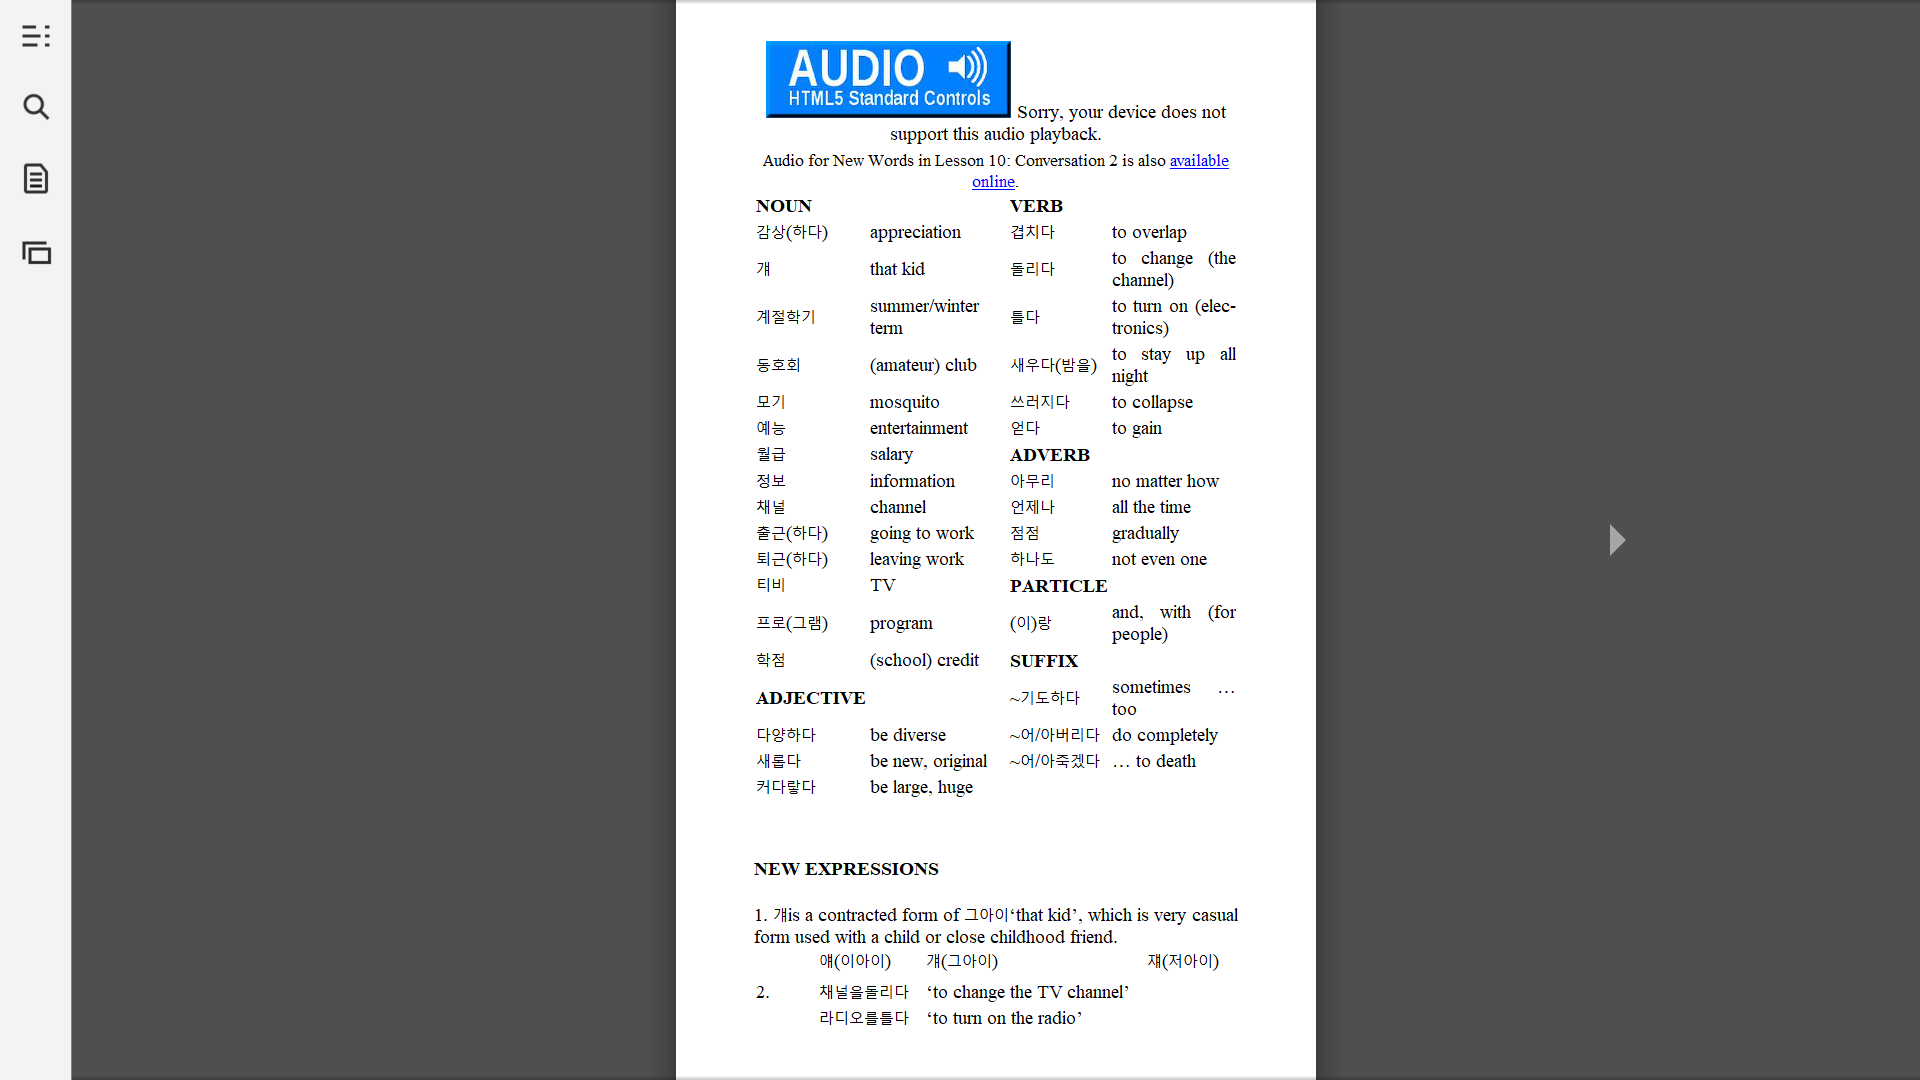 AUDIO
HTML5 Standard Controls
Sorry, your device does not
support this audio playback.
Audio for New Words in Lesson 10: Conversation 2 is also available
online.
NOUN VERB
감상(하다) appreciation 겹치다 to overlap
걔 that kid 돌리다 to change (the
channel)
계절학기 summer/winter
term 틀다 to turn on (elec-
tronics)
동호회 (amateur) club 새우다(밤을) to stay up all
night
모기 mosquito 쓰러지다 to collapse
예능 entertainment 얻다 to gain
월급 salary ADVERB
정보 information 아무리 no matter how
채널 channel 언제나 all the time
출근(하다) going to work 점점 gradually
퇴근(하다) leaving work 하나도 not even one
티비 TV PARTICLE
프로(그램) program (이)랑 and, with (for
people)
학점 (school) credit SUFFIX
ADJECTIVE ~기도하다 sometimes …
too
다양하다 be diverse ~어/아버리다 do completely
새롭다 be new, original ~어/아죽겠다 … to death
커다랗다 be large, huge
NEW EXPRESSIONS
1. 걔is a contracted form of 그아이‘that kid’, which is very casual
form used with a child or close childhood friend.
얘(이아이) 걔(그아이) 쟤(저아이)
2. 채널을돌리다 ‘to change the TV channel’
라디오를틀다 ‘to turn on the radio’